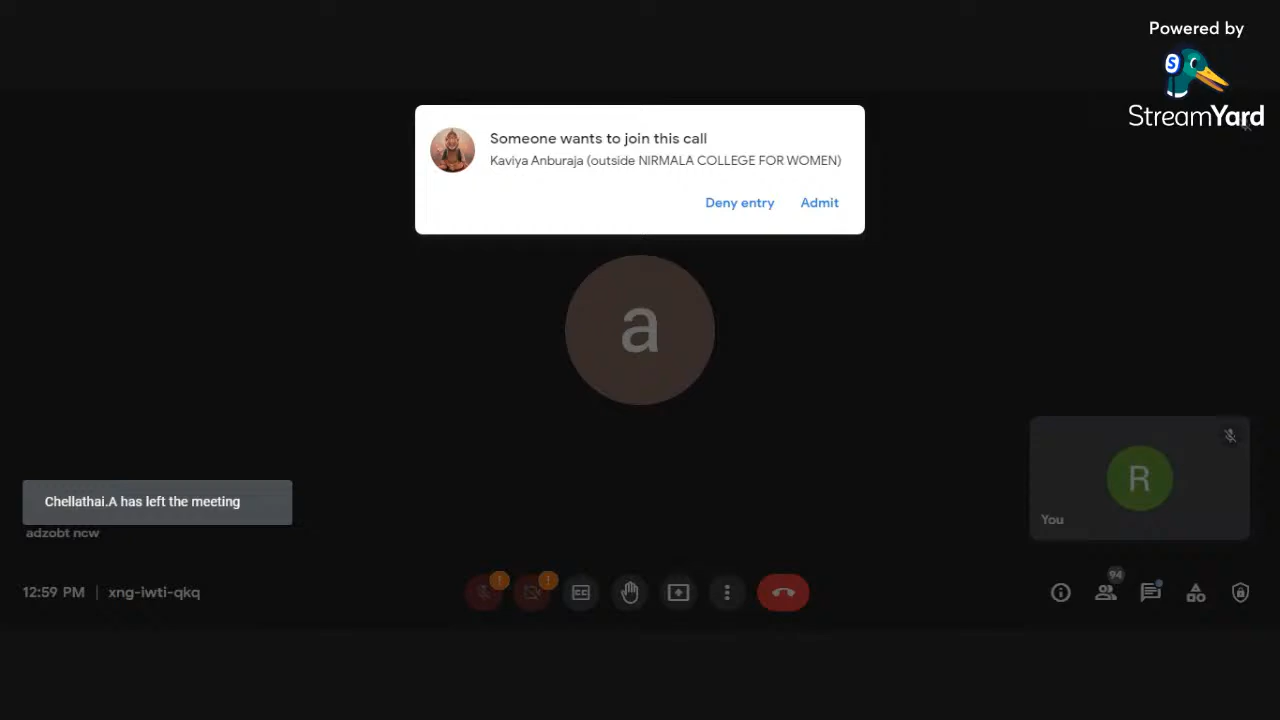 Powered by
StreamYard
Someone wants to join this call
Kaviya Anburaja (outside NIRMALA COLLEGE FOR WOMEN)
Deny entry Admit
a
R
You
Chellathai.A has left the meeting
adzobt ncw
94
12:59 PM | xng-iwti-qkq